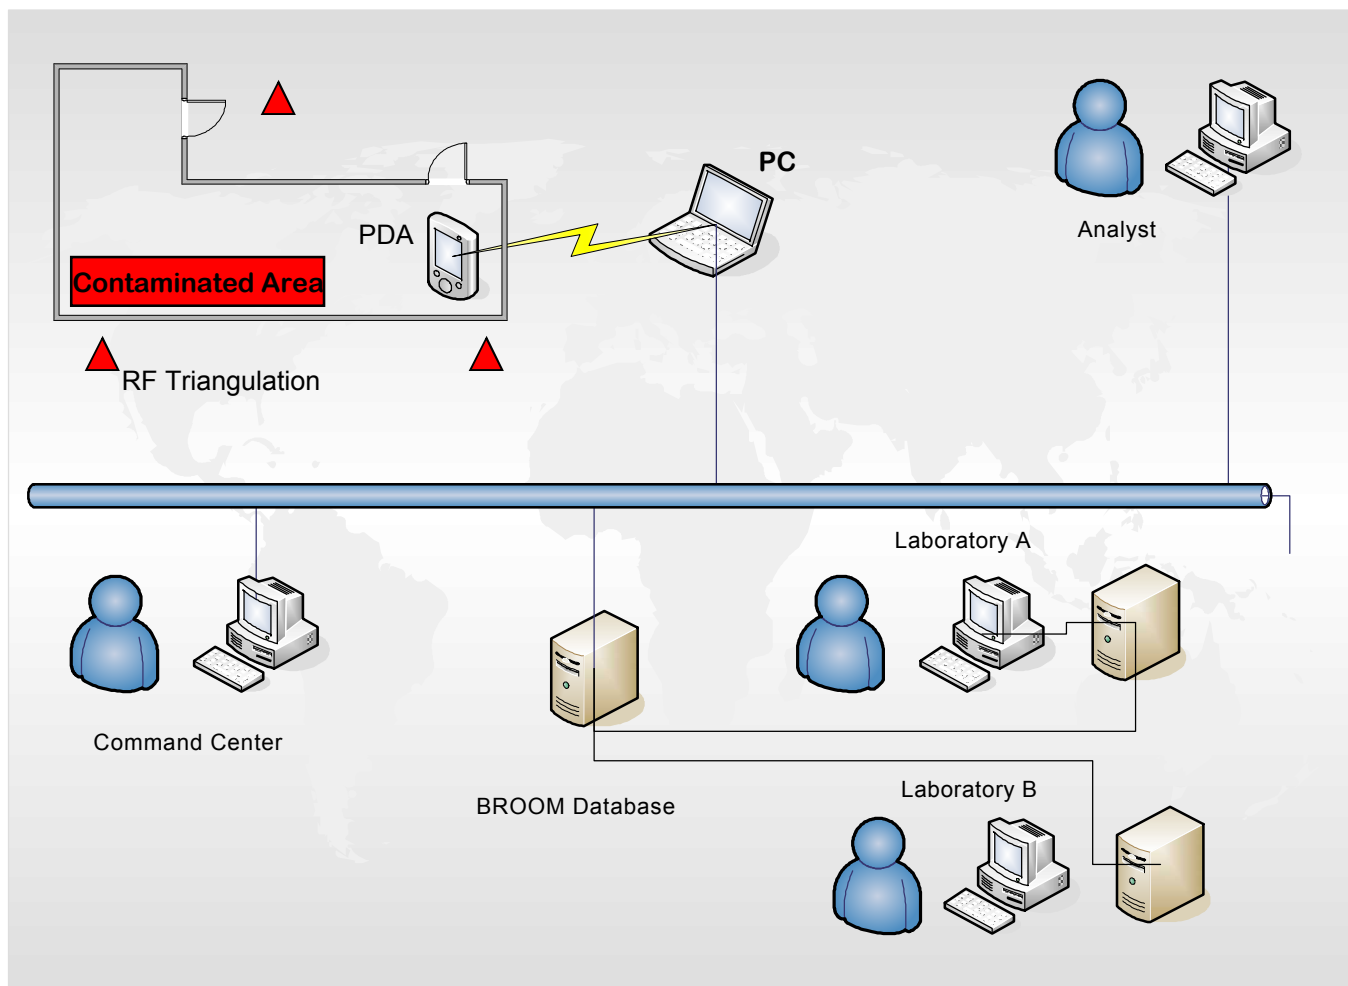 PC
Analyst
PDA
Contaminated Area
RF Triangulation
Laboratory A
Command Center
BROOM Database
Laboratory B